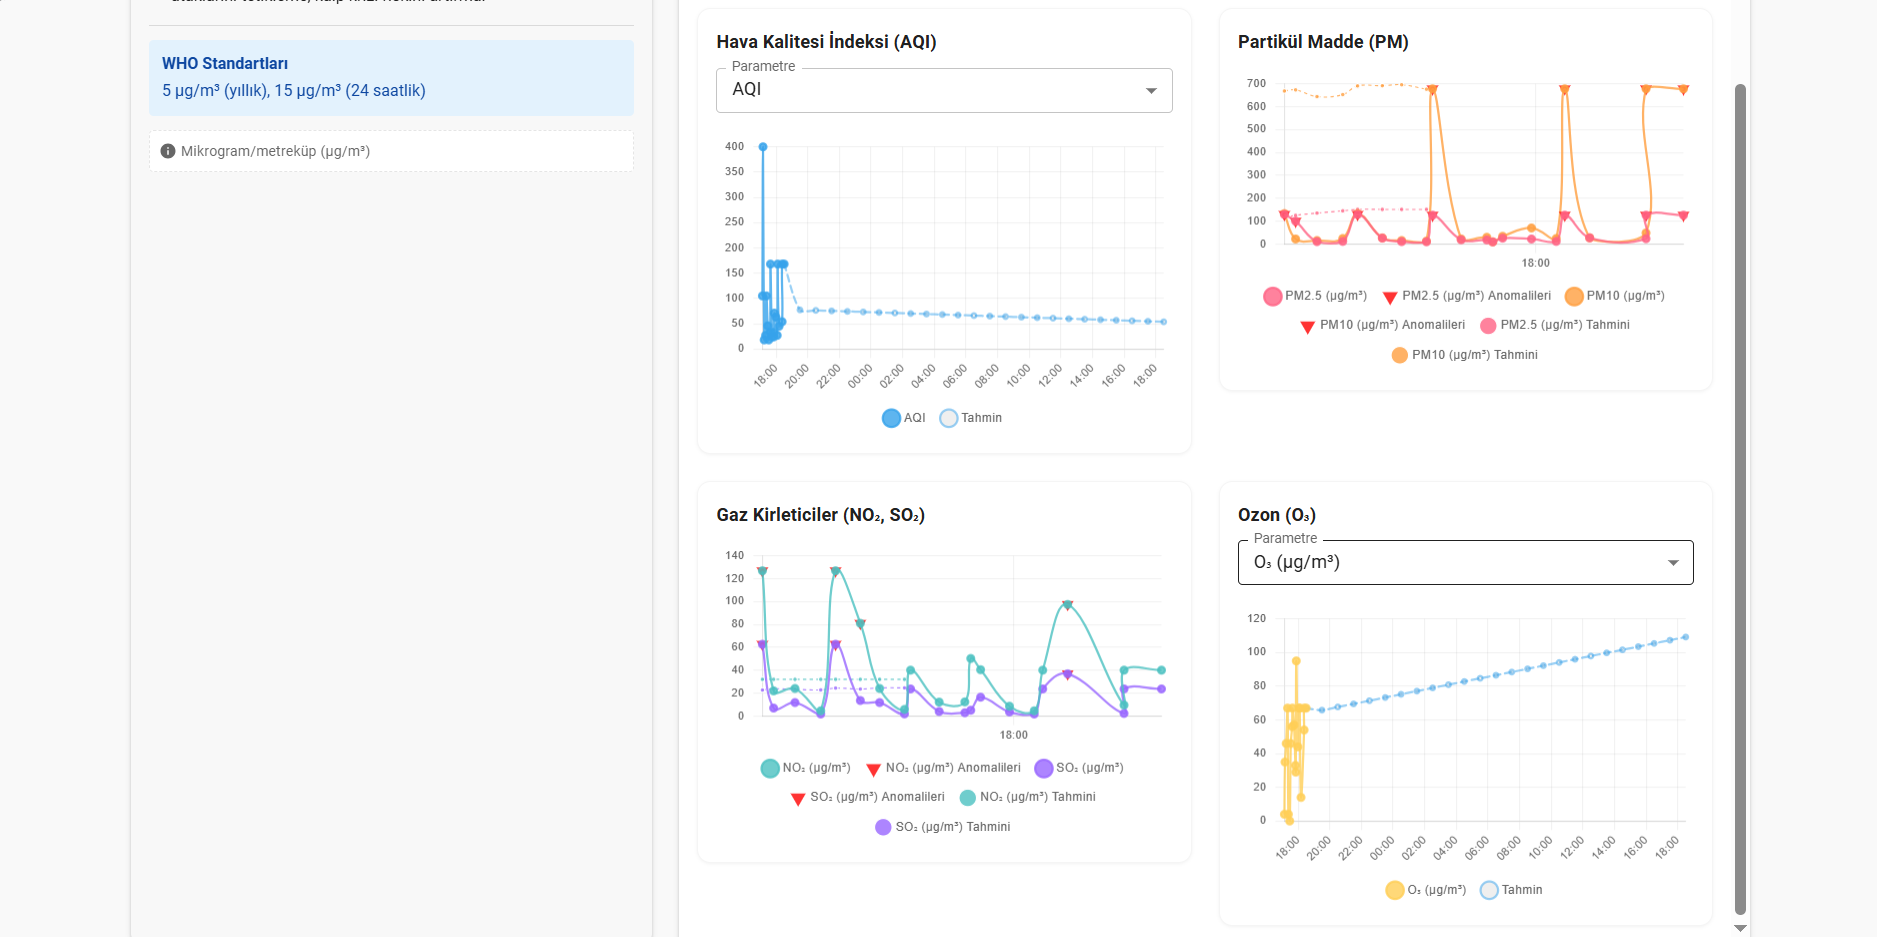 WHO Standartları
5 µg/m³ (yıllık), 15 µg/m³ (24 saatlik)
Mikrogram/metreküp (µg/m³)
Hava Kalitesi İndeksi (AQI)
Parametre
AQI
400
350
300
250
200
150
100
50
0
18:00 20:00 22:00 00:00 02:00 04:00 06:00 08:00 10:00 12:00 14:00 16:00 18:00
AQI Tahmin
Partikül Madde (PM)
700
600
500
400
300
200
100
0
18:00
PM2.5 (µg/m³) PM2.5 (µg/m³) Anomalileri PM10 (µg/m³)
PM10 (µg/m³) Anomalileri PM2.5 (µg/m³) Tahmini
PM10 (µg/m³) Tahmini
Gaz Kirleticiler (NO₂, SO₂)
140
120
100
80
60
40
20
0
18:00
NO₂ (µg/m³) NO₂ (µg/m³) Anomalileri SO₂ (µg/m³)
SO₂ (µg/m³) Anomalileri NO₂ (µg/m³) Tahmini
SO₂ (µg/m³) Tahmini
Ozon (O₃)
Parametre
O₃ (µg/m³)
120
100
80
60
40
20
0
18:00 20:00 22:00 00:00 02:00 04:00 06:00 08:00 10:00 12:00 14:00 16:00 18:00
O₃ (µg/m³) Tahmin